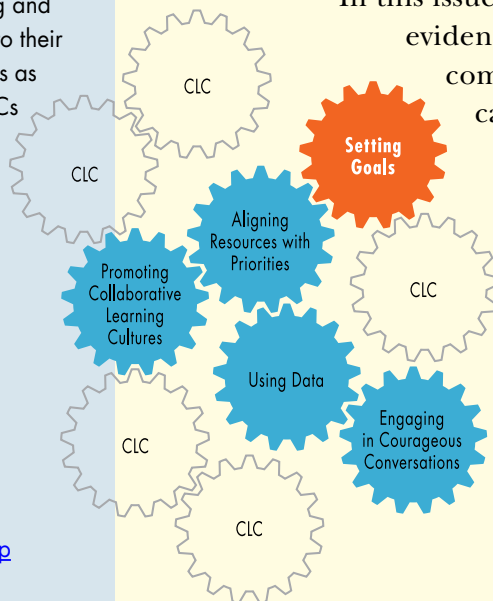 g and
o their
s as
Cs
In this issue
eviden
com
ca
CLC
CLC
Setting
Goals
Aligning
Resources with
Priorities
Promoting
Collaborative
Learning
Cultures
CLC
Using Data
Engaging
in Courageous
Conversations
CLC
CLC
p